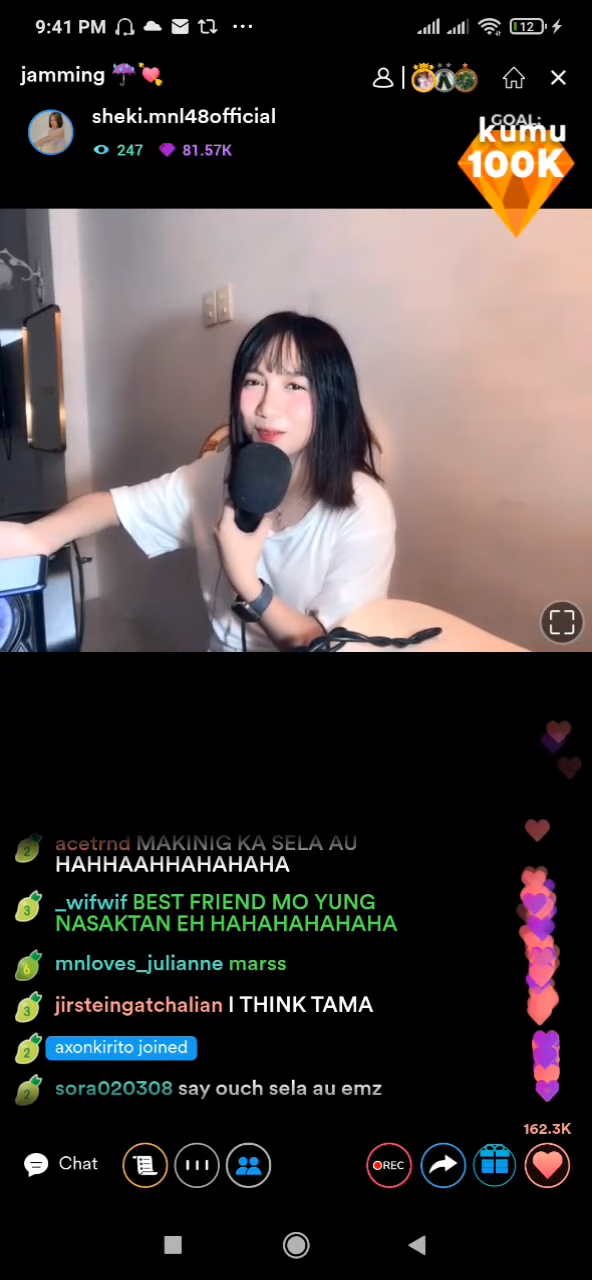 9:41 PM
12
jamming
sheki.mnl48official
247
81.57K
GOAL:
kumu
100K
acetrnd MAKINIG KA SELA AU
HAHHAAHHAHAHAHA
2
_wifwif BEST FRIEND MO YUNG
NASAKTAN EH HAHAHAHAHAHA
3
mnloves_julianne marss
6
jirsteingatchalian I THINK TAMA
3
axonkirito joined
2
sora020308 say ouch sela au emz
2
162.3K
Chat
REC